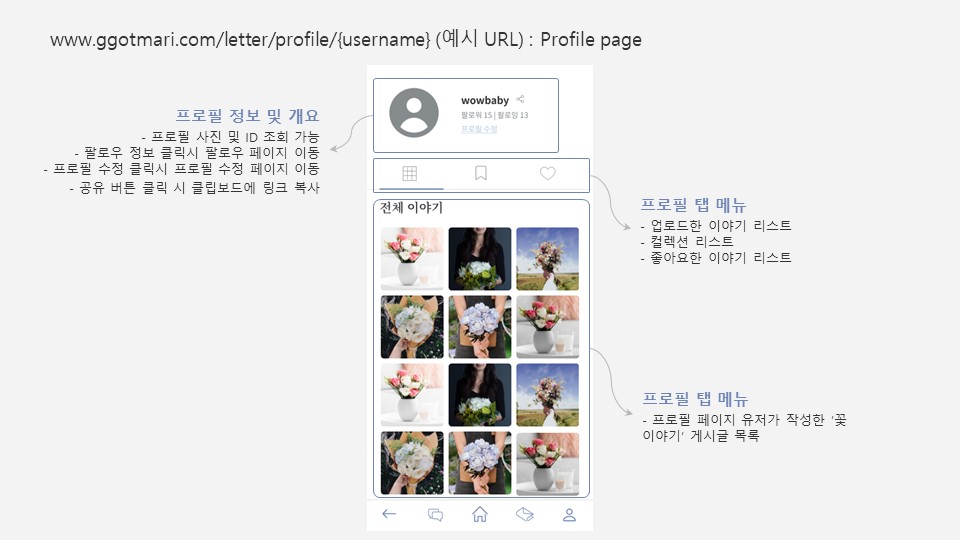 www.ggotmari.com/letter/profile/{username} (예시 URL) : Profile page
프로필 정보 및 개요
- 프로필 사진 및 ID 조회 가능
- 팔로우 정보 클릭시 팔로우 페이지 이동
- 프로필 수정 클릭시 프로필 수정 페이지 이동
- 공유 버튼 클릭 시 클립보드에 링크 복사
wowbaby
팔로워 15 | 팔로잉 13
프로필 수정
전체 이야기
프로필 탭 메뉴
- 업로드한 이야기 리스트
- 컬렉션 리스트
- 좋아요한 이야기 리스트
프로필 탭 메뉴
- 프로필 페이지 유저가 작성한 ‘꽃
이야기’ 게시글 목록